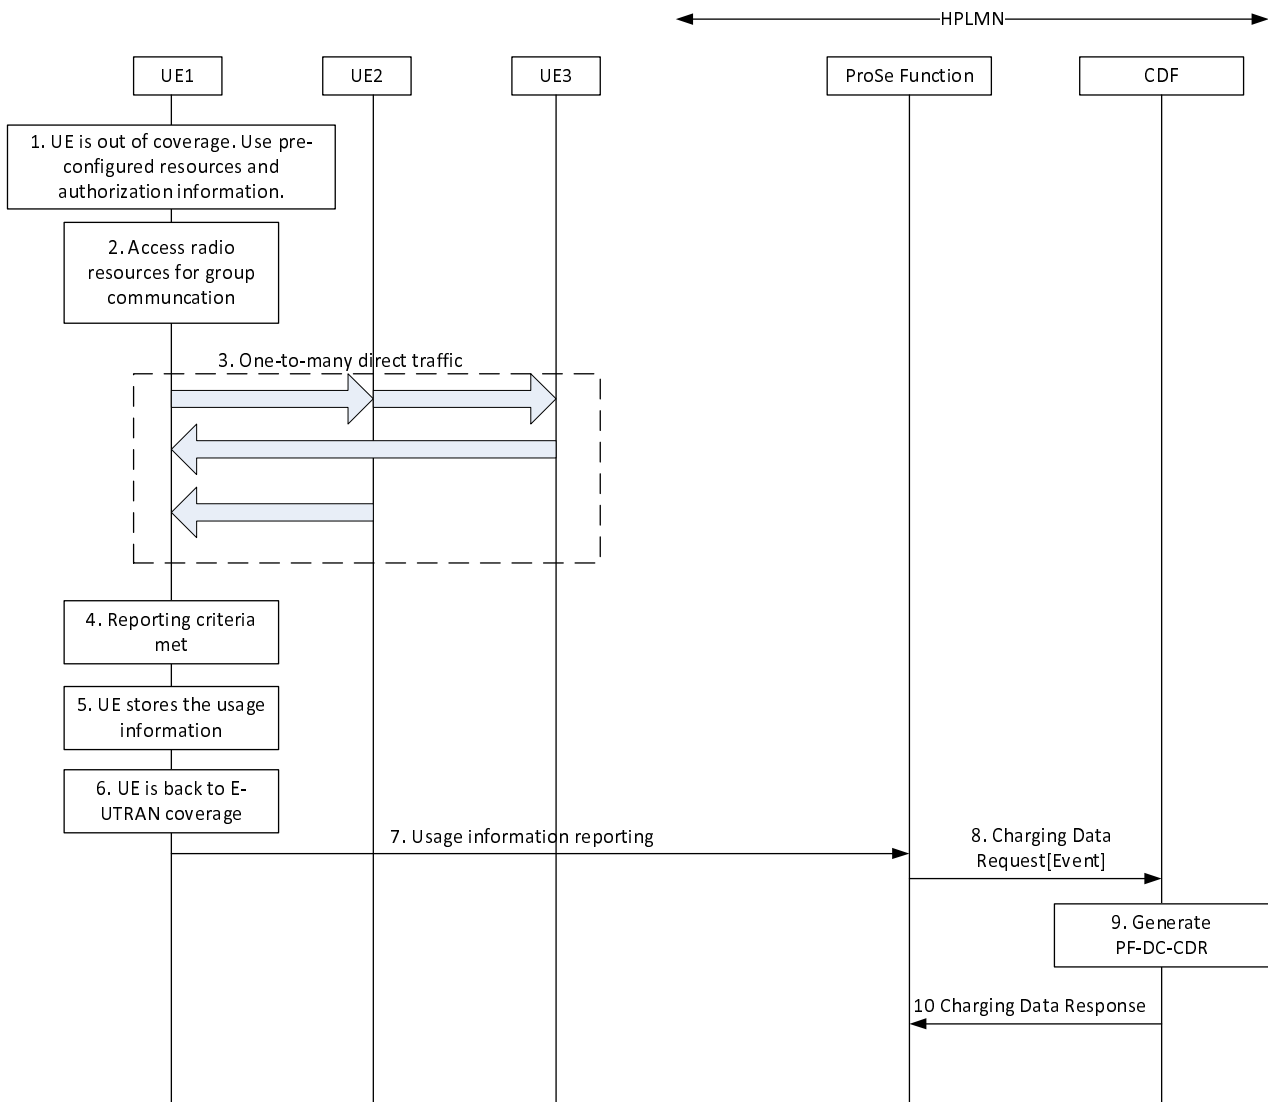 HPLMN
UE1
UE2
UE3
ProSe Function
CDF
1. UE is out of coverage. Use pre-
configured resources and
authorization information.
2. Access radio
resources for group
communcation
3. One-to-many direct traffic
4. Reporting criteria
met
5. UE stores the usage
information
6. UE is back to E-
UTRAN coverage
7. Usage information reporting
8. Charging Data
Request[Event]
9. Generate
PF-DC-CDR
10 Charging Data Response